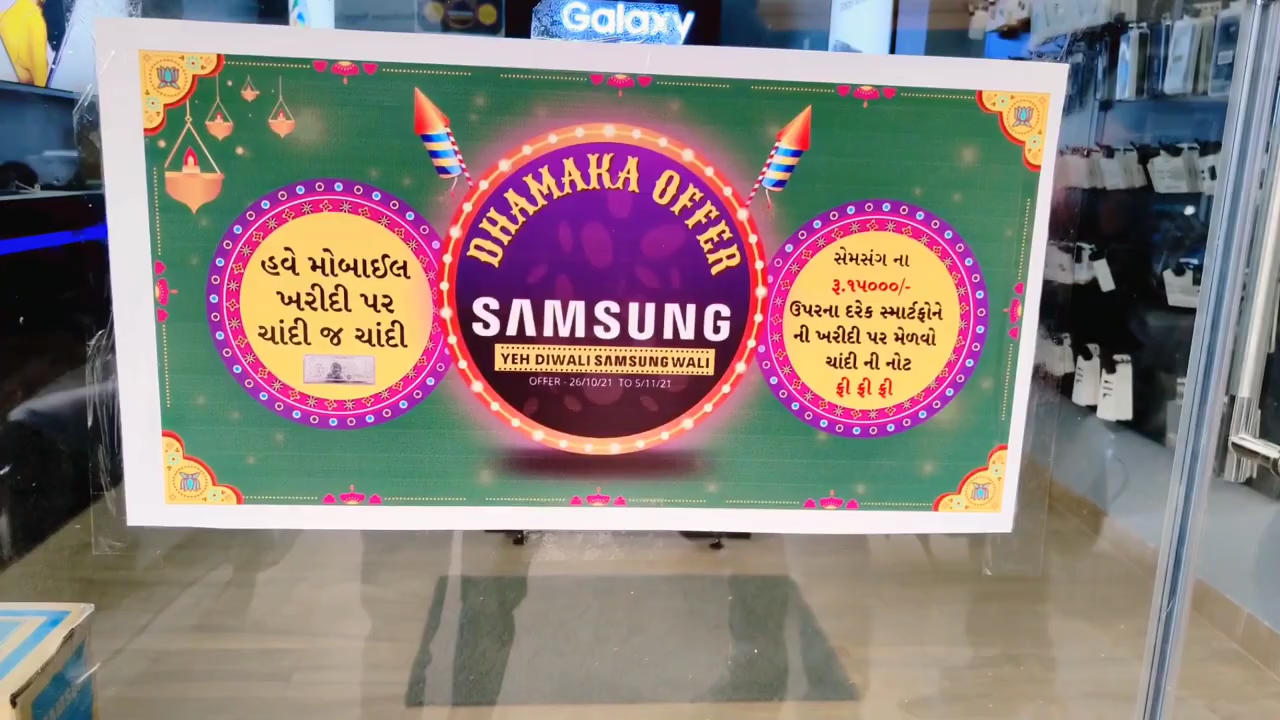 Galaxy
હવે મોબાઈલ
ખરીદી પર
ચાંદી જ ચાંદી
DHAMAKA OFFER
SAMSUNG
YEH DIWALI SAMSUNG WALI
OFFER - 26/10/21 TO 5/11/21
સેમસંગ ના
રૂ.૧૫૦૦૦/-
ઉપરના દરેક સ્માર્ટફોને
ની ખરીદી પર મેળવો
ચાંદી ની નોટ
ફ્રી ફ્રી ફ્રી